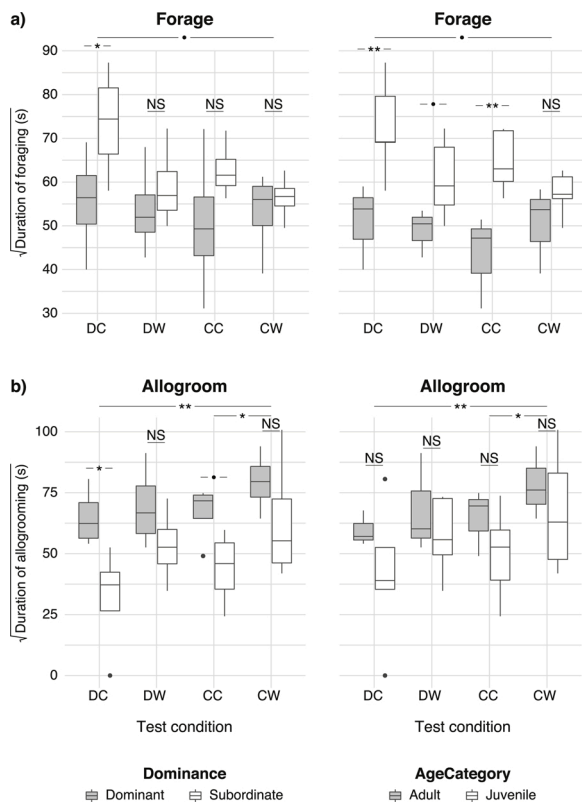 a)
Forage
√Duration of foraging (s)
90
80
70
60
50
40
30
*
•
NS
NS
NS
DC
DW
CC
CW
**
•
•
**
NS
DC
DW
CC
CW
b)
Allogroom
Allogroom
√Duration of allogrooming (s)
100
75
50
25
0
**
*
NS
NS
*
•
DC
DW
CC
CW
**
*
NS
NS
NS
NS
DC
DW
CC
CW
Test condition
Test condition
Dominance
Dominant
Subordinate
AgeCategory
Adult
Juvenile